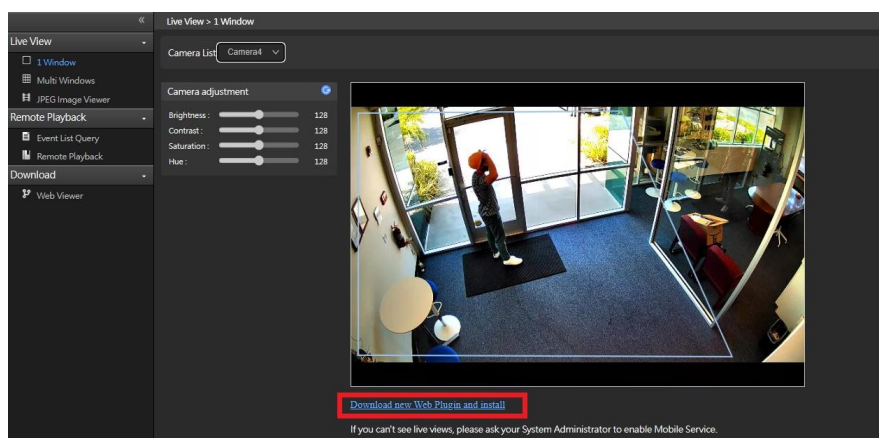 «
Live View > 1 Window
Live View
1 Window
Multi Windows
JPEG Image Viewer
Remote Playback
Event List Query
Remote Playback
Download
Web Viewer
Camera List Camera4
Camera adjustment
Brightness : 128
Contrast : 128
Saturation : 128
Hue : 128
Download new Web Plugin and install
If you can't see live views, please ask your System Administrator to enable Mobile Service.